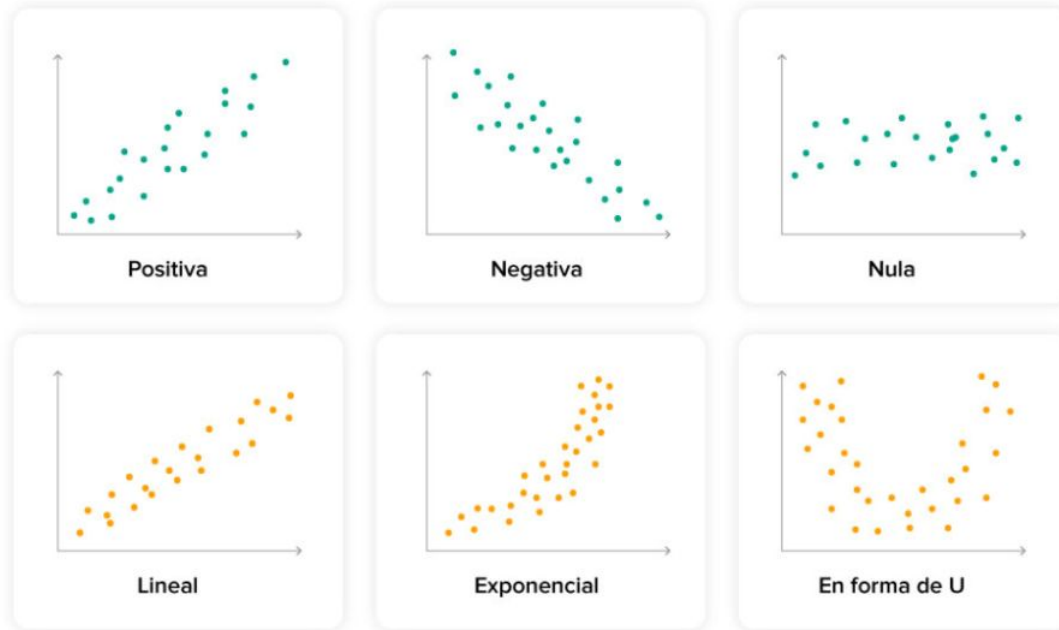 Positiva
Negativa
Nula
Lineal
Exponencial
En forma de U